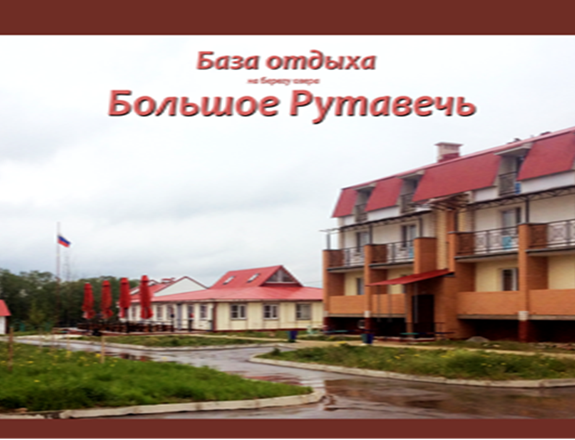 База отдыха
на берегу озера
Большое Рутавечь